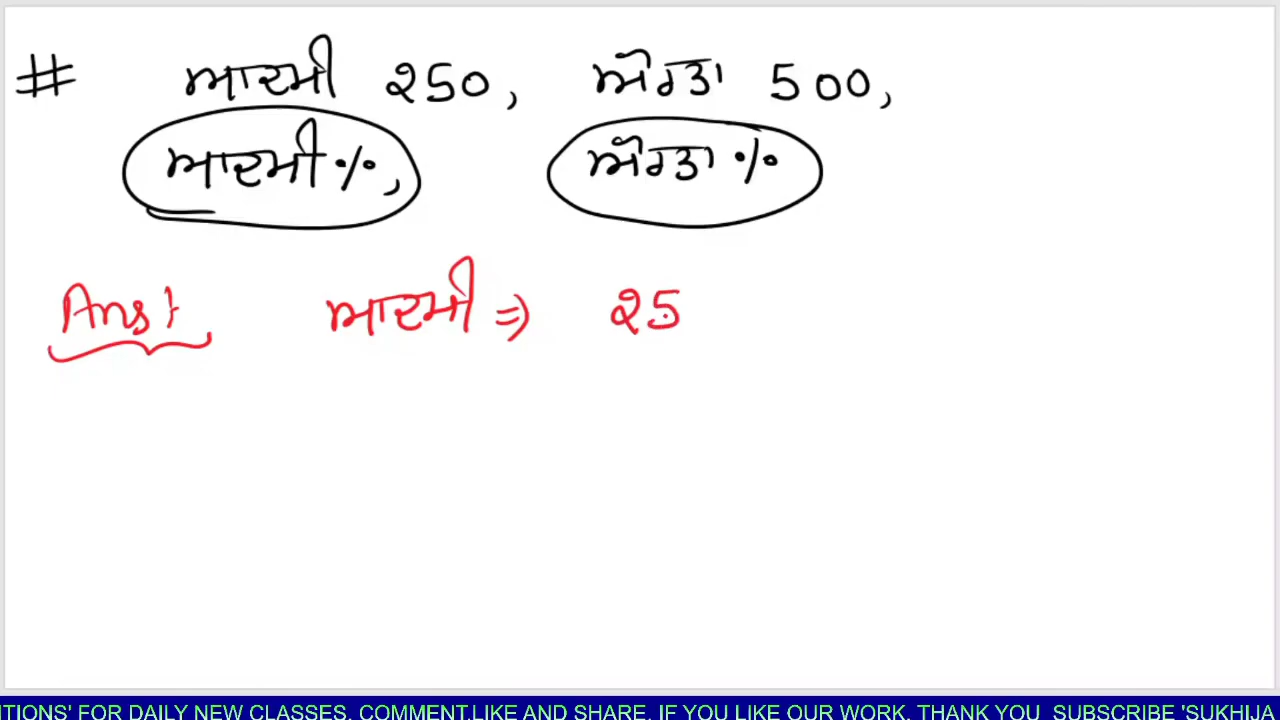 # ਆਦਮੀ 250, ਔਰਤਾ 500,
ਆਦਮੀ %, ਔਰਤਾ %
Ans:
ਆਦਮੀ ⇒ 25
ITIONS' FOR DAILY NEW CLASSES. COMMENT,LIKE AND SHARE. IF YOU LIKE OUR WORK. THANK YOU SUBSCRIBE 'SUKHIJA